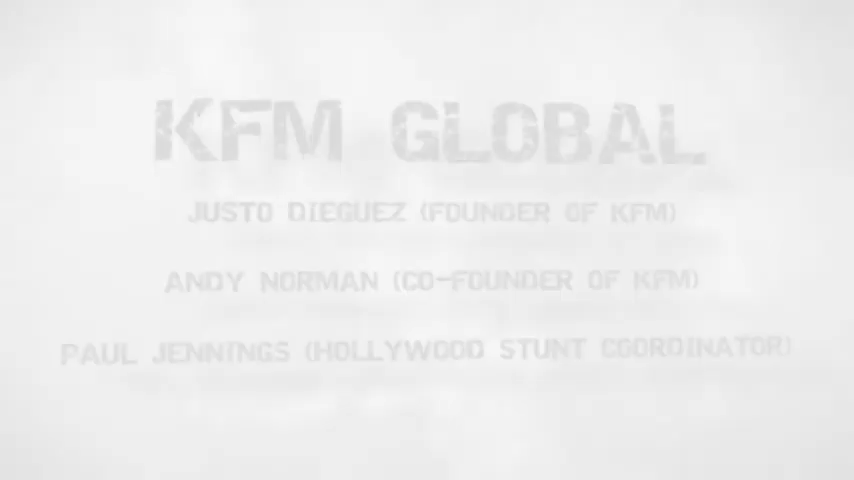 KFM GLOBAL
JUSTO DIEGUEZ (FOUNDER OF KFM)
ANDY NORMAN (CO-FOUNDER OF KFM)
PAUL JENNINGS (HOLLYWOOD STUNT COORDINATOR)